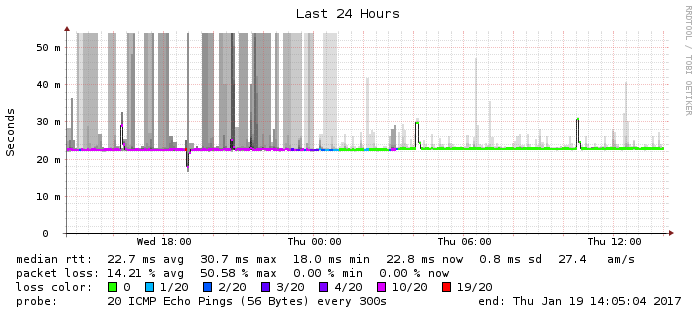 Last 24 Hours
RRDTOOL / TOBI OETIKER
Seconds
50 m
40 m
30 m
20 m
10 m
0
Wed 18:00 Thu 00:00 Thu 06:00 Thu 12:00
median rtt: 22.7 ms avg 30.7 ms max 18.0 ms min 22.8 ms now 0.8 ms sd 27.4 am/s
packet loss: 14.21 % avg 50.58 % max 0.00 % min 0.00 % now
loss color: 0 1/20 2/20 3/20 4/20 10/20 19/20
probe: 20 ICMP Echo Pings (56 Bytes) every 300s end: Thu Jan 19 14:05:04 2017